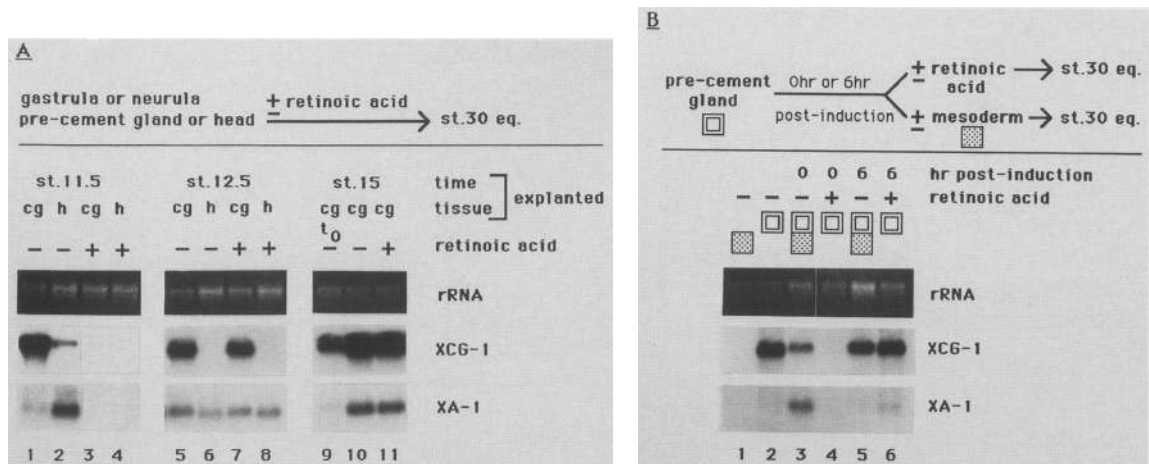 A
gastrula or neurula
pre-cement gland or head
+ retinoic acid
−
st.30 eq.
st.11.5 st.12.5 st.15 time
cg h cg h cg h cg h cg cg cg tissue
explanted
t0
− − + + − − + + − − + retinoic acid
rRNA
XCG-1
XA-1
1 2 3 4 5 6 7 8 9 10 11
B
pre-cement
gland
0hr or 6hr
post-induction
+ retinoic
− acid
st.30 eq.
+ mesoderm
−
st.30 eq.
0 0 6 6 hr post-induction
− − − + − + retinoic acid
rRNA
XCG-1
XA-1
1 2 3 4 5 6